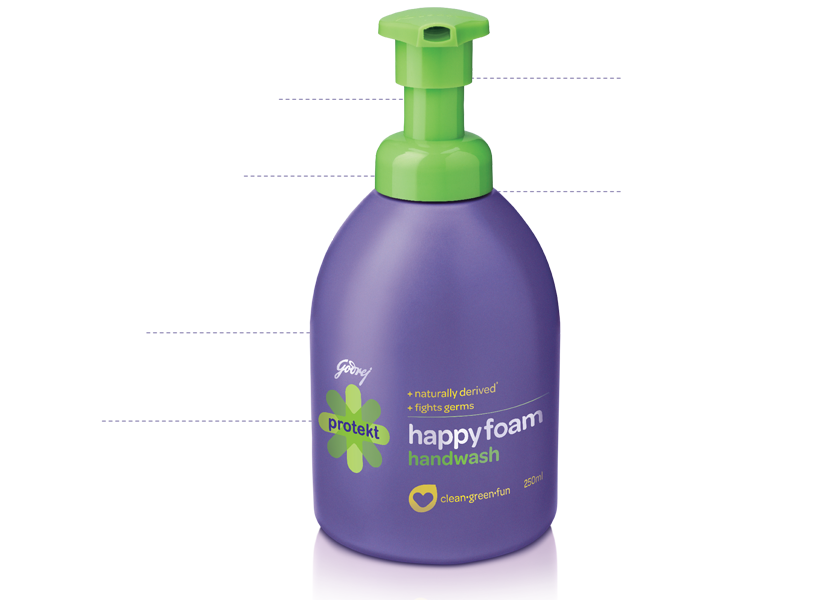 Godrej
protekt
+ naturally derived*
+ fights germs
happyfoam
handwash
clean•green•fun
250ml